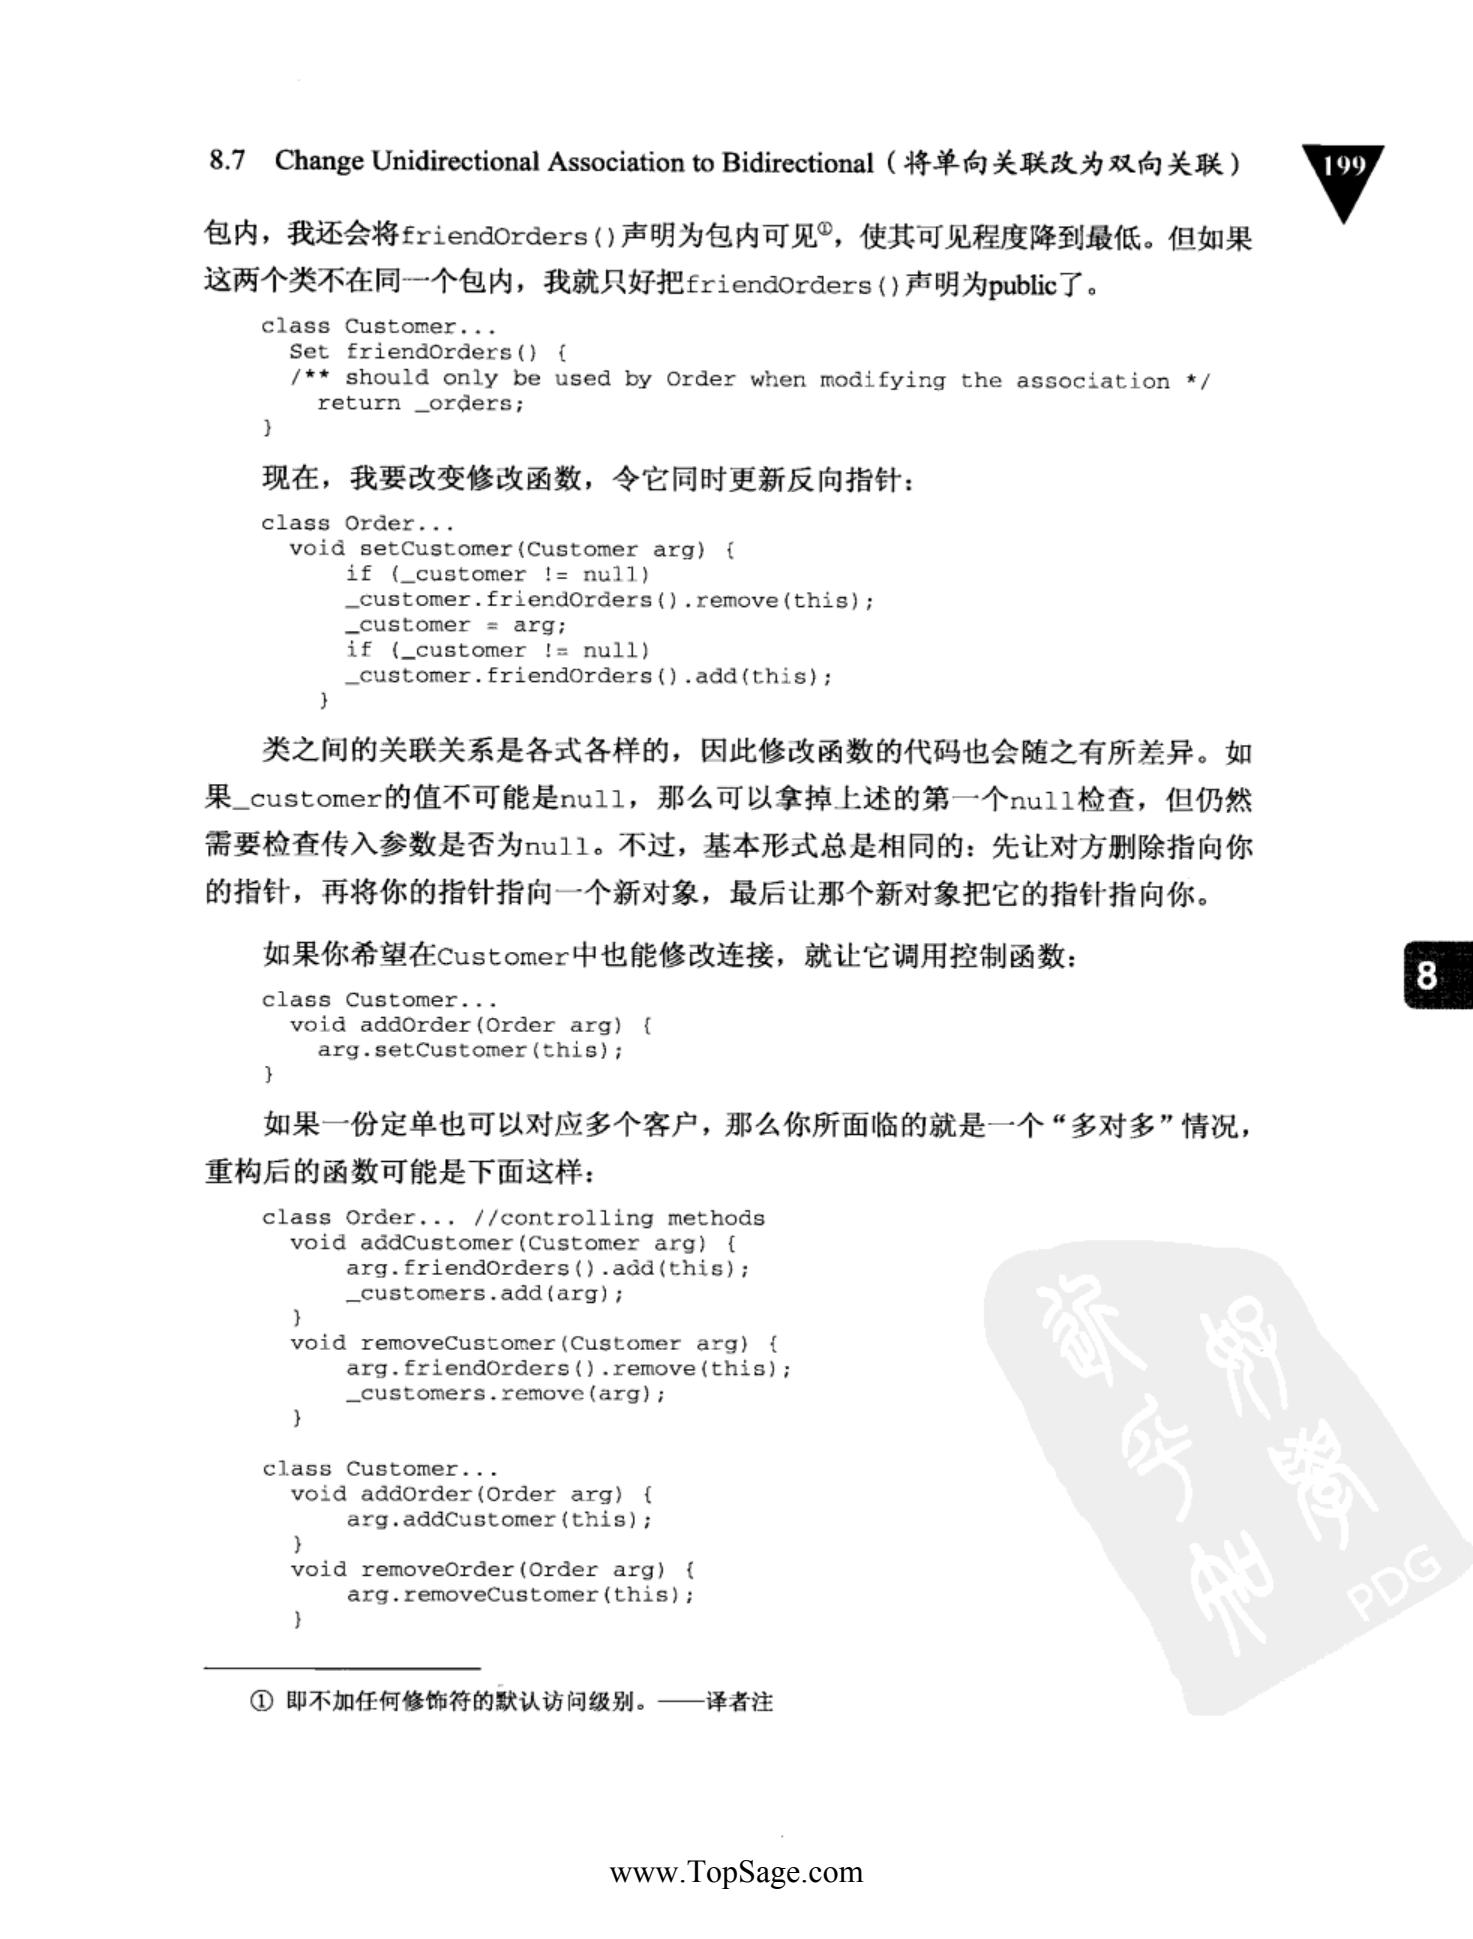 8.7 Change Unidirectional Association to Bidirectional（将单向关联改为双向关联）
199
包内，我还会将friendOrders()声明为包内可见①，使其可见程度降到最低。但如果
这两个类不在同一个包内，我就只好把friendOrders()声明为public了。
class Customer...
  Set friendOrders() {
  /** should only be used by Order when modifying the association */
    return _orders;
}
现在，我要改变修改函数，令它同时更新反向指针：
class Order...
  void setCustomer(Customer arg) {
      if (_customer != null)
      _customer.friendOrders().remove(this);
      _customer = arg;
      if (_customer != null)
      _customer.friendOrders().add(this);
    }
类之间的关联关系是各式各样的，因此修改函数的代码也会随之有所差异。如
果_customer的值不可能是null，那么可以拿掉上述的第一个null检查，但仍然
需要检查传入参数是否为null。不过，基本形式总是相同的：先让对方删除指向你
的指针，再将你的指针指向一个新对象，最后让那个新对象把它的指针指向你。
如果你希望在Customer中也能修改连接，就让它调用控制函数：
8
class Customer...
  void addOrder(Order arg) {
    arg.setCustomer(this);
}
如果一份定单也可以对应多个客户，那么你所面临的就是一个“多对多”情况，
重构后的函数可能是下面这样：
class Order... //controlling methods
  void addCustomer(Customer arg) {
      arg.friendOrders().add(this);
      _customers.add(arg);
  }
  void removeCustomer(Customer arg) {
      arg.friendOrders().remove(this);
      _customers.remove(arg);
  }
class Customer...
  void addOrder(Order arg) {
      arg.addCustomer(this);
  }
  void removeOrder(Order arg) {
      arg.removeCustomer(this);
  }
PDG
① 即不加任何修饰符的默认访问级别。——译者注
www.TopSage.com